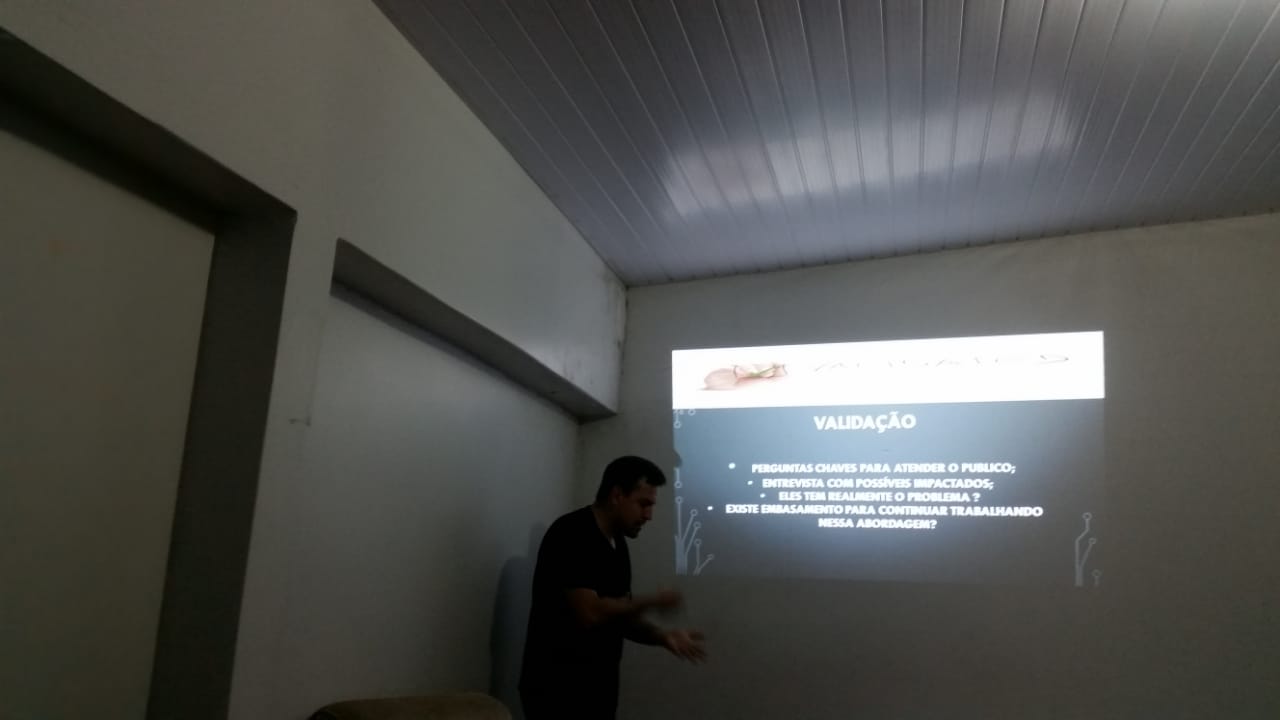 VALIDAÇÃO
• PERGUNTAS CHAVES PARA ATENDER O PUBLICO;
• ENTREVISTA COM POSSÍVEIS IMPACTADOS;
• ELES TEM REALMENTE O PROBLEMA ?
• EXISTE EMBASAMENTO PARA CONTINUAR TRABALHANDO
NESSA ABORDAGEM?